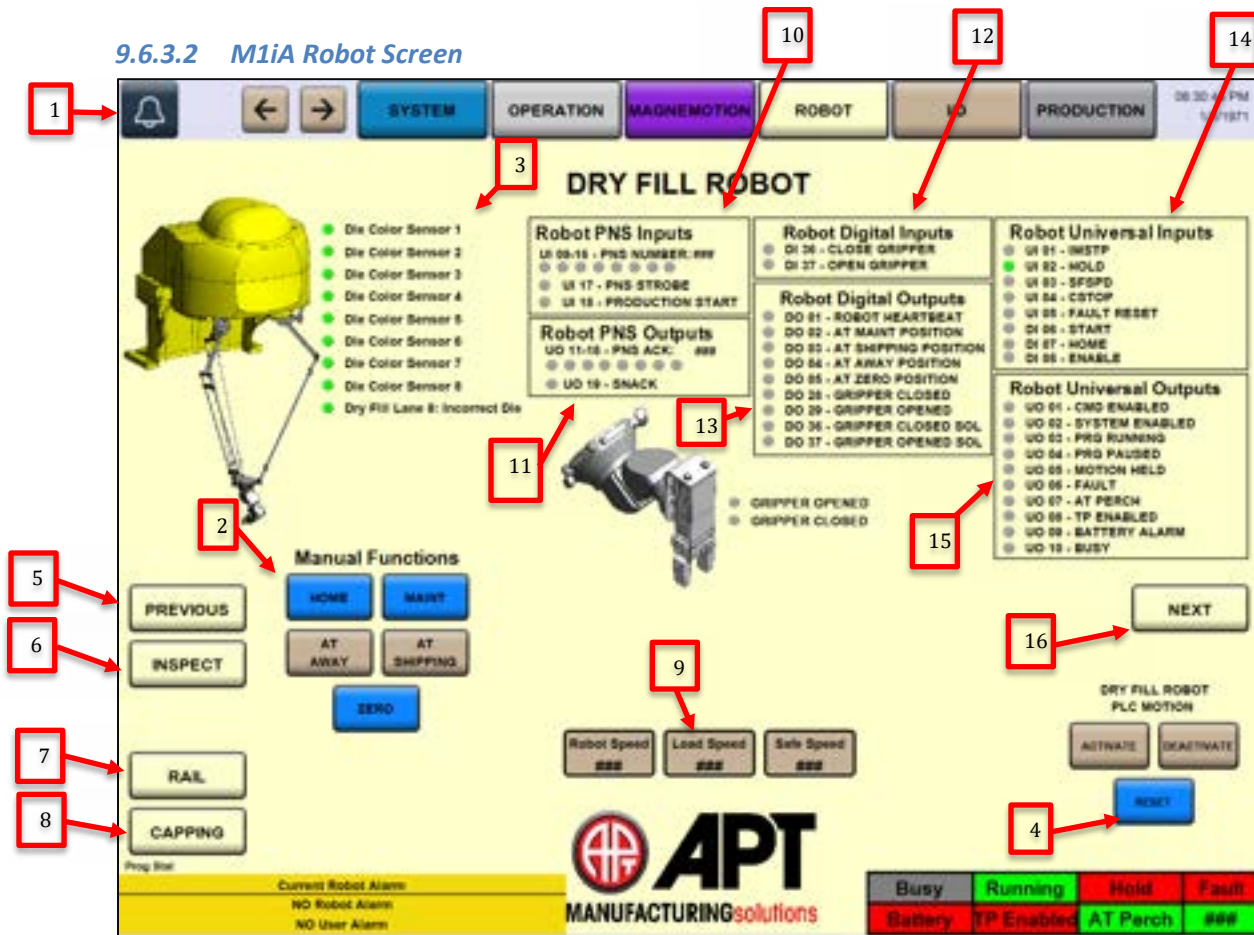 9.6.3.2 M1iA Robot Screen
10
12
14
1
SYSTEM
OPERATION
MAGNEMOTION
ROBOT
I/O
PRODUCTION
3
DRY FILL ROBOT
Die Color Sensor 1
Die Color Sensor 2
Die Color Sensor 3
Die Color Sensor 4
Die Color Sensor 5
Die Color Sensor 6
Die Color Sensor 7
Die Color Sensor 8
Dry Fill Lane 8: Incorrect Die
Robot PNS Inputs
UI 09-16 - PNS NUMBER: ###
UI 17 - PNS STROBE
UI 18 - PRODUCTION START
Robot PNS Outputs
UO 11-18 - PNS ACK: ###
UO 19 - SNACK
11
Robot Digital Inputs
DI 36 - CLOSE GRIPPER
DI 37 - OPEN GRIPPER
Robot Digital Outputs
DO 01 - ROBOT HEARTBEAT
DO 02 - AT MAINT POSITION
DO 03 - AT SHIPPING POSITION
DO 04 - AT AWAY POSITION
DO 05 - AT ZERO POSITION
DO 28 - GRIPPER CLOSED
DO 29 - GRIPPER OPENED
DO 36 - GRIPPER CLOSED SOL
DO 37 - GRIPPER OPENED SOL
13
Robot Universal Inputs
UI 01 - IMSTP
UI 02 - HOLD
UI 03 - SFSPD
UI 04 - CSTOP
UI 05 - FAULT RESET
DI 06 - START
DI 07 - HOME
DI 08 - ENABLE
Robot Universal Outputs
UO 01 - CMD ENABLED
UO 02 - SYSTEM ENABLED
UO 03 - PRG RUNNING
UO 04 - PRG PAUSED
UO 05 - MOTION HELD
UO 06 - FAULT
UO 07 - AT PERCH
UO 08 - TP ENABLED
UO 09 - BATTERY ALARM
UO 10 - BUSY
15
GRIPPER OPENED
GRIPPER CLOSED
2
Manual Functions
HOME
MAINT
AT AWAY
AT SHIPPING
ZERO
5
PREVIOUS
6
INSPECT
7
RAIL
8
CAPPING
9
Robot Speed
###
Load Speed
###
Safe Speed
###
NEXT
16
DRY FILL ROBOT
PLC MOTION
ACTIVATE
DEACTIVATE
RESET
4
Prog Stat
Current Robot Alarm
NO Robot Alarm
NO User Alarm
APT
MANUFACTURINGsolutions
Busy
Running
Hold
Fault
Battery
TP Enabled
AT Perch
###